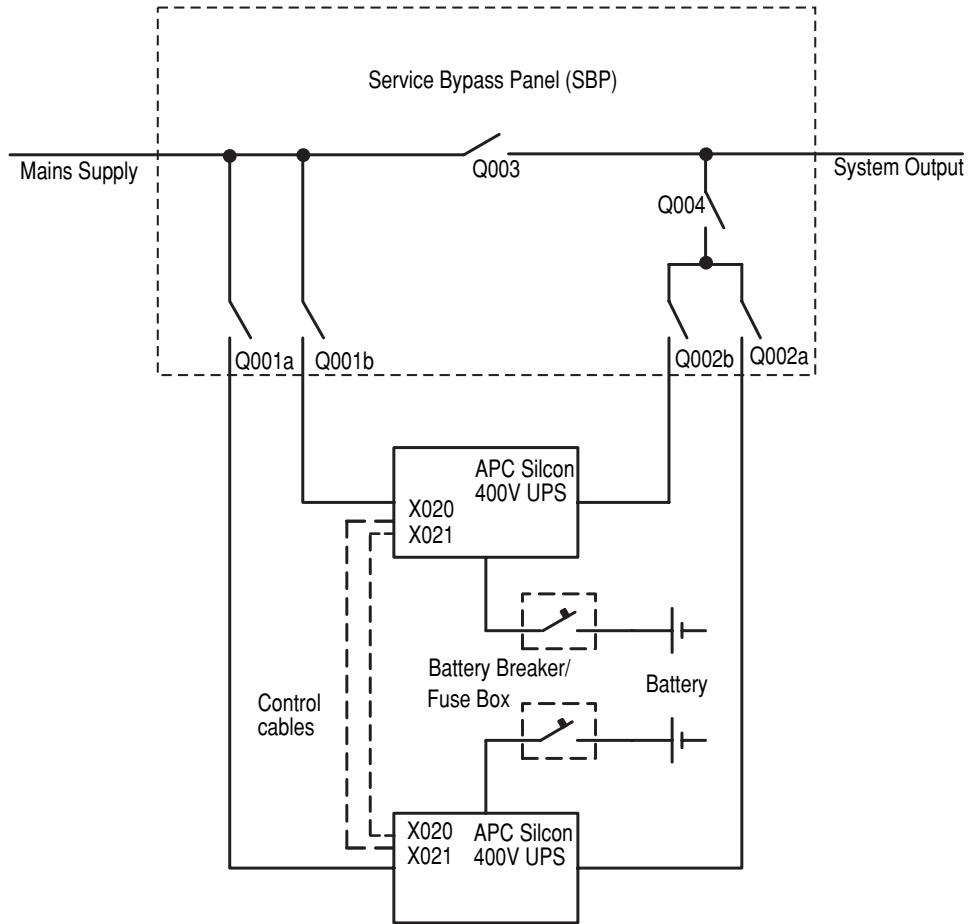 Service Bypass Panel (SBP)
Mains Supply
Q003
System Output
Q004
Q001a
Q001b
Q002b
Q002a
APC Silcon
400V UPS
X020
X021
Battery Breaker/
Fuse Box
Battery
Control
cables
X020
X021
APC Silcon
400V UPS